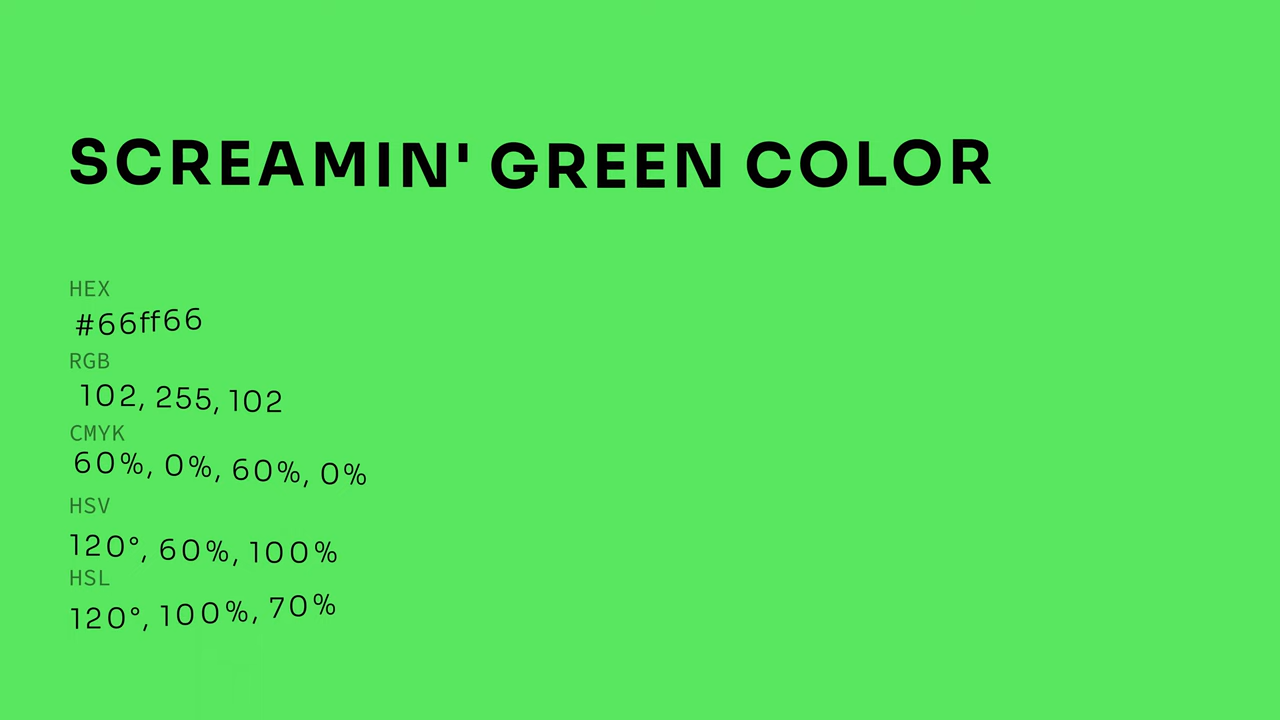 SCREAMIN' GREEN COLOR
HEX
#66ff66
RGB
102, 255, 102
CMYK
60%, 0%, 60%, 0%
HSV
120°, 60%, 100%
HSL
120°, 100%, 70%